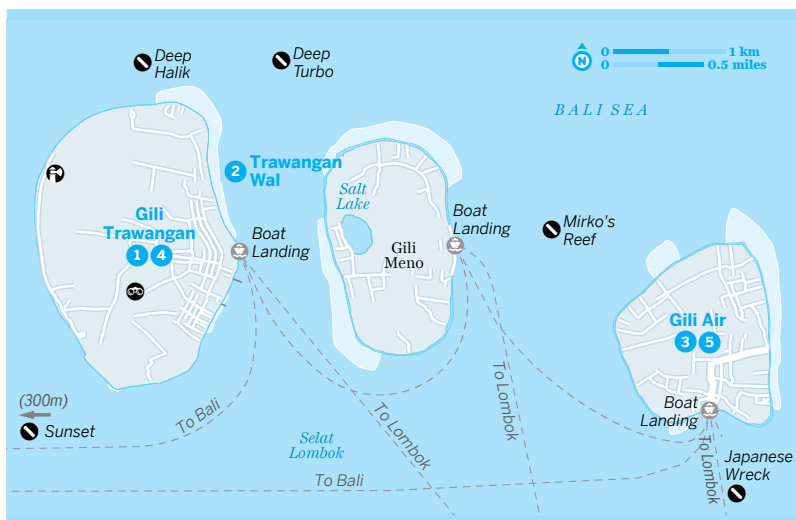 Deep
Halik
Deep
Turbo
N
0 1 km
0 0.5 miles
BALI SEA
2
Trawangan
Wal
Salt
Lake
Gili
Trawangan
1 4
Boat
Landing
Gili
Meno
Boat
Landing
Mirko's
Reef
Gili Air
3 5
(300m)
Sunset
To Bali
To Lombok
To Lombok
Boat
Landing
Selat
Lombok
To Bali
To Lombok
Japanese
Wreck